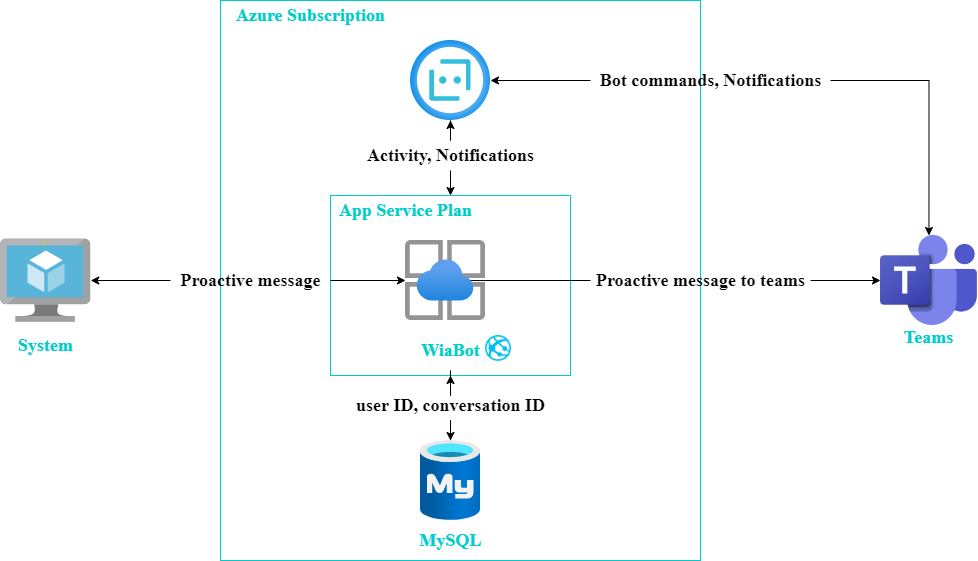 Azure Subscription
Bot commands, Notifications
Activity, Notifications
App Service Plan
Proactive message
Proactive message to teams
T
System
WiaBot
Teams
user ID, conversation ID
My
MySQL